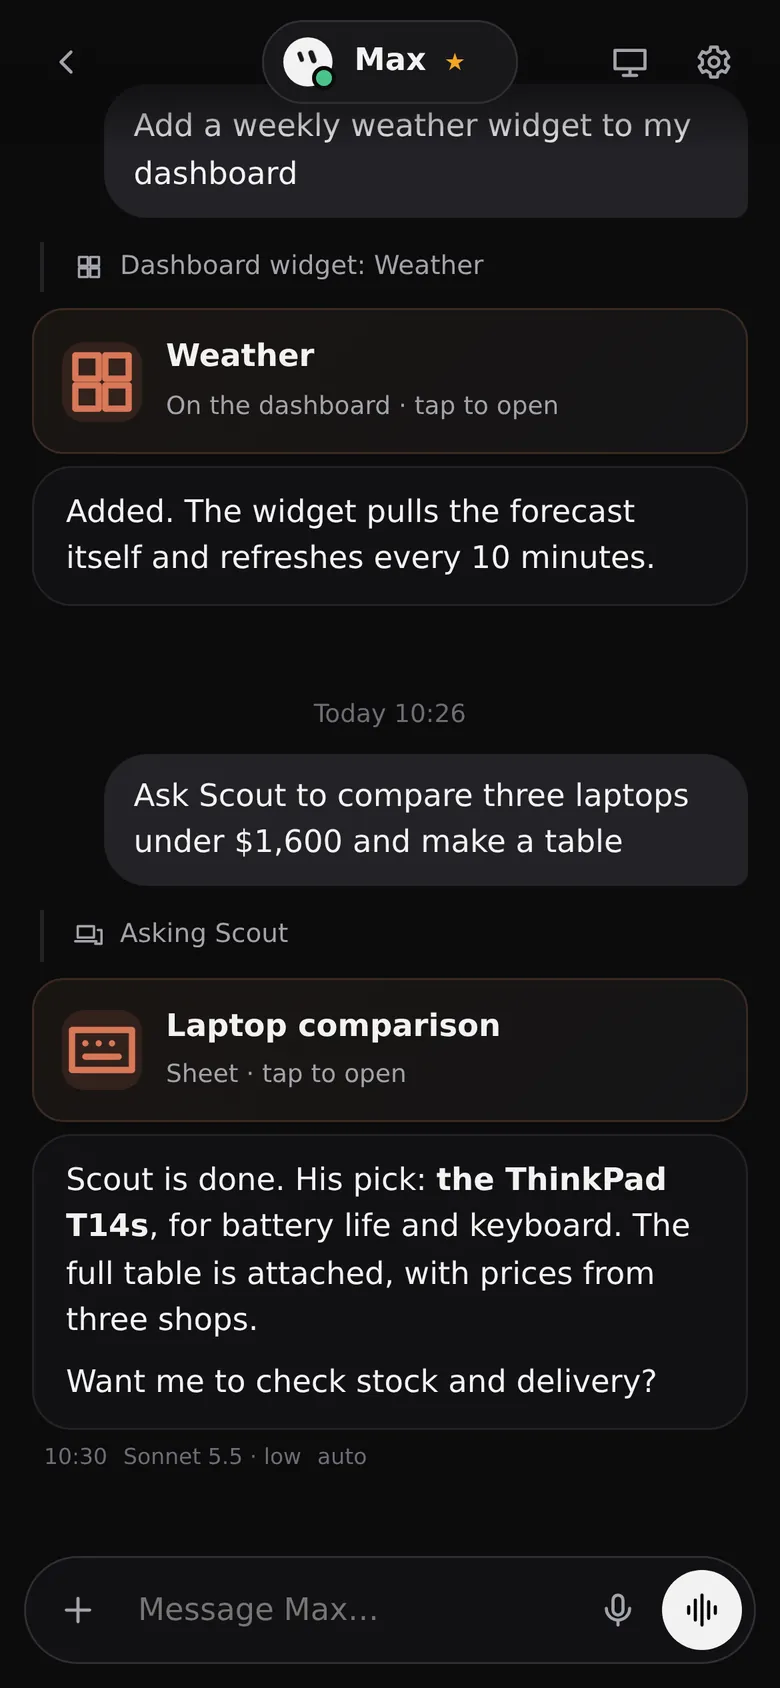 Max ★
Add a weekly weather widget to my
dashboard
Dashboard widget: Weather
Weather
On the dashboard · tap to open
Added. The widget pulls the forecast
itself and refreshes every 10 minutes.
Today 10:26
Ask Scout to compare three laptops
under $1,600 and make a table
Asking Scout
Laptop comparison
Sheet · tap to open
Scout is done. His pick: the ThinkPad
T14s, for battery life and keyboard. The
full table is attached, with prices from
three shops.
Want me to check stock and delivery?
10:30 Sonnet 5.5 · low auto
Message Max...